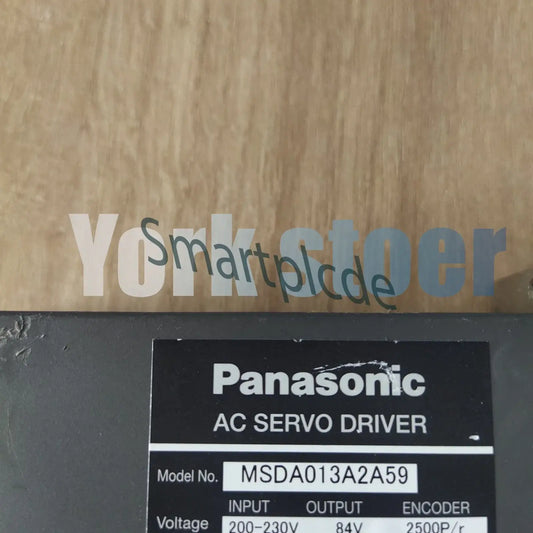 York stoer
Smartplcde
Panasonic
AC SERVO DRIVER
Model No. MSDA013A2A59
INPUT OUTPUT ENCODER
Voltage 200-230V 84V 2500P/r